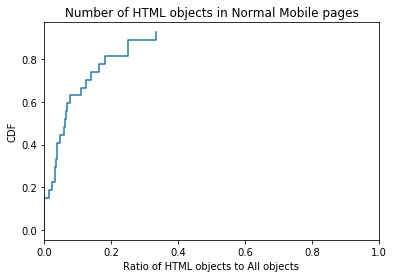 Number of HTML objects in Normal Mobile pages
CDF
0.8
0.6
0.4
0.2
0.0
0.0 0.2 0.4 0.6 0.8 1.0
Ratio of HTML objects to All objects